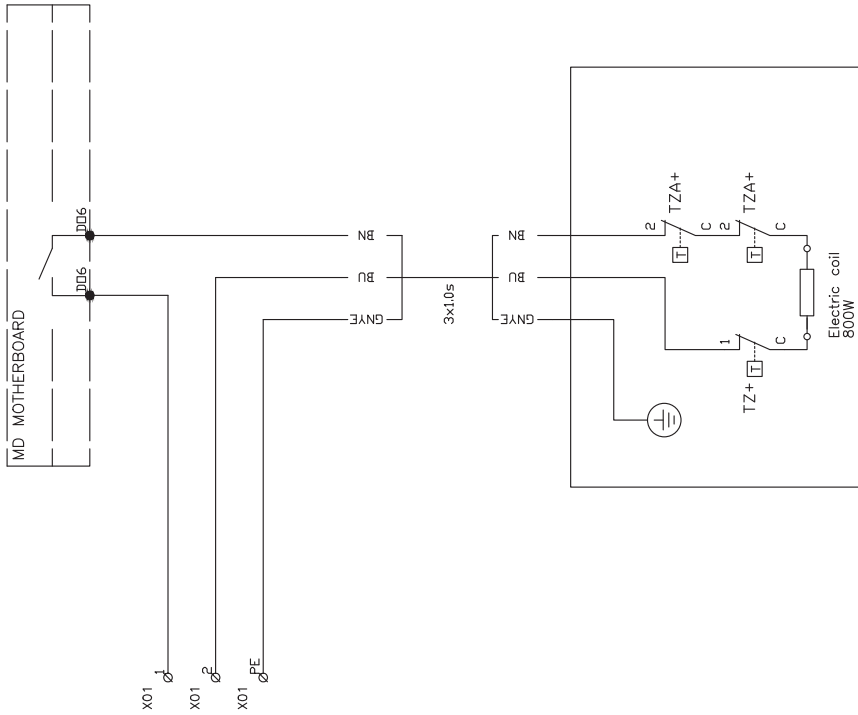 MD MOTHERBOARD
DO6
DO6
BN
BU
GNYE
3x1.0s
BN
BU
GNYE
2
TZA+
T
C
2
TZA+
T
C
1
TZ+
T
C
Electric coil
800W
X01 1
X01 2
X01 PE